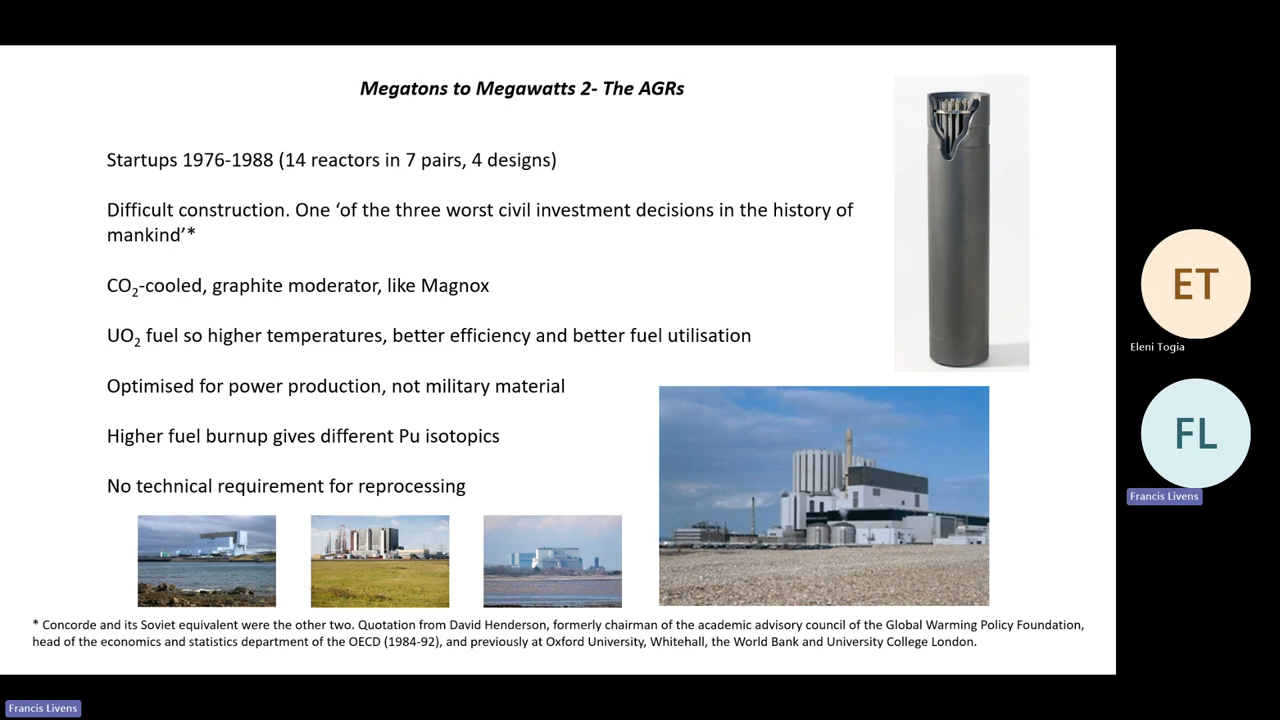 Megatons to Megawatts 2- The AGRs
Startups 1976-1988 (14 reactors in 7 pairs, 4 designs)
Difficult construction. One ‘of the three worst civil investment decisions in the history of
mankind’*
CO₂-cooled, graphite moderator, like Magnox
UO₂ fuel so higher temperatures, better efficiency and better fuel utilisation
Optimised for power production, not military material
Higher fuel burnup gives different Pu isotopics
No technical requirement for reprocessing
* Concorde and its Soviet equivalent were the other two. Quotation from David Henderson, formerly chairman of the academic advisory council of the Global Warming Policy Foundation,
head of the economics and statistics department of the OECD (1984-92), and previously at Oxford University, Whitehall, the World Bank and University College London.
ET
Eleni Togia
FL
Francis Livens
Francis Livens